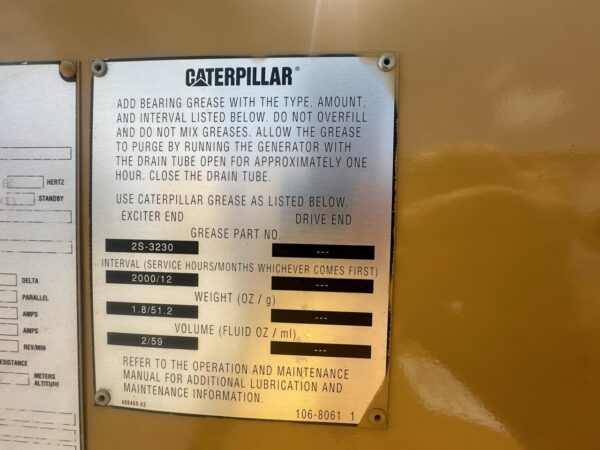 CATERPILLAR®
ADD BEARING GREASE WITH THE TYPE, AMOUNT,
AND INTERVAL LISTED BELOW. DO NOT OVERFILL
AND DO NOT MIX GREASES. ALLOW THE GREASE
TO PURGE BY RUNNING THE GENERATOR WITH
THE DRAIN TUBE OPEN FOR APPROXIMATELY ONE
HOUR. CLOSE THE DRAIN TUBE.
USE CATERPILLAR GREASE AS LISTED BELOW.
EXCITER END DRIVE END
GREASE PART NO.
2S-3230 ---
INTERVAL (SERVICE HOURS/MONTHS WHICHEVER COMES FIRST)
2000/12 ---
WEIGHT (OZ / g)
1.8/51.2 ---
VOLUME (FLUID OZ / ml)
2/59 ---
REFER TO THE OPERATION AND MAINTENANCE
MANUAL FOR ADDITIONAL LUBRICATION AND
MAINTENANCE INFORMATION.
106-8061 1
HERTZ
STANDBY
DELTA
PARALLEL
AMPS
AMPS
REV/MIN
METERS
ALTITUDE